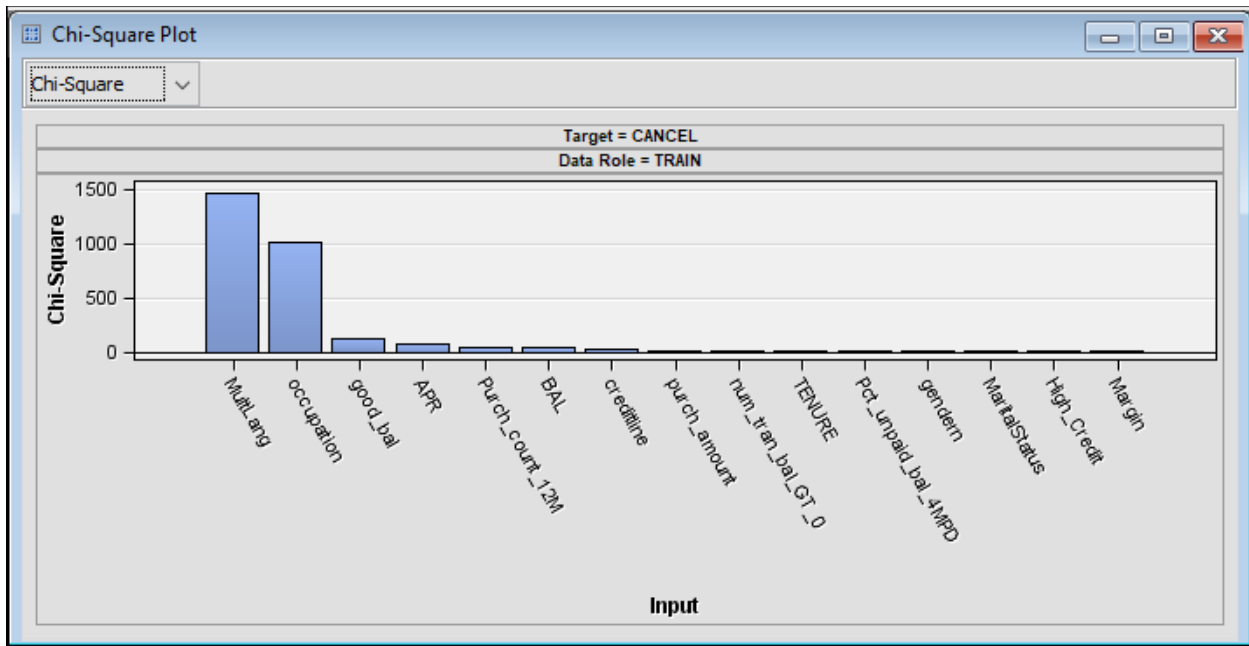 Chi-Square Plot
Chi-Square
Target = CANCEL
Data Role = TRAIN
Chi-Square
1500
1000
500
0
MultLang
occupation
good_bal
APR
Purch_count_12M
BAL
creditline
purch_amount
num_tran_bal_GT_0
TENURE
Pct_unpaid_bal_4MPD
gendern
MaritalStatus
High_Credit
Margin
Input